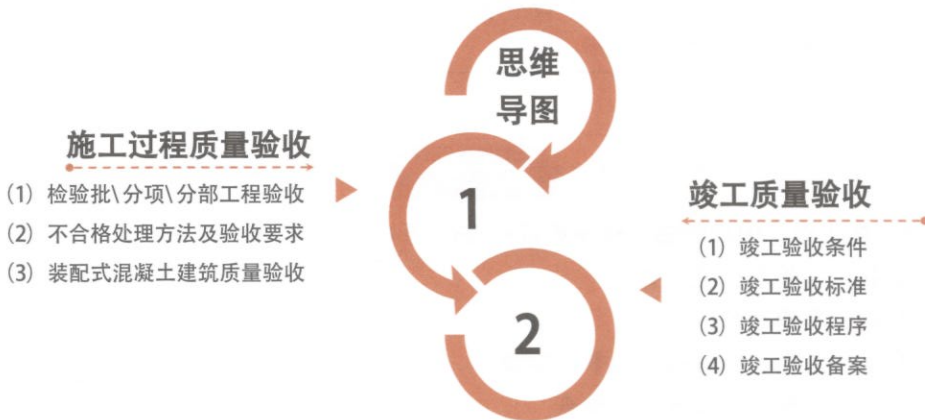 思维
导图
施工过程质量验收
(1) 检验批\分项\分部工程验收
(2) 不合格处理方法及验收要求
(3) 装配式混凝土建筑质量验收
1
竣工质量验收
(1) 竣工验收条件
(2) 竣工验收标准
(3) 竣工验收程序
(4) 竣工验收备案
2